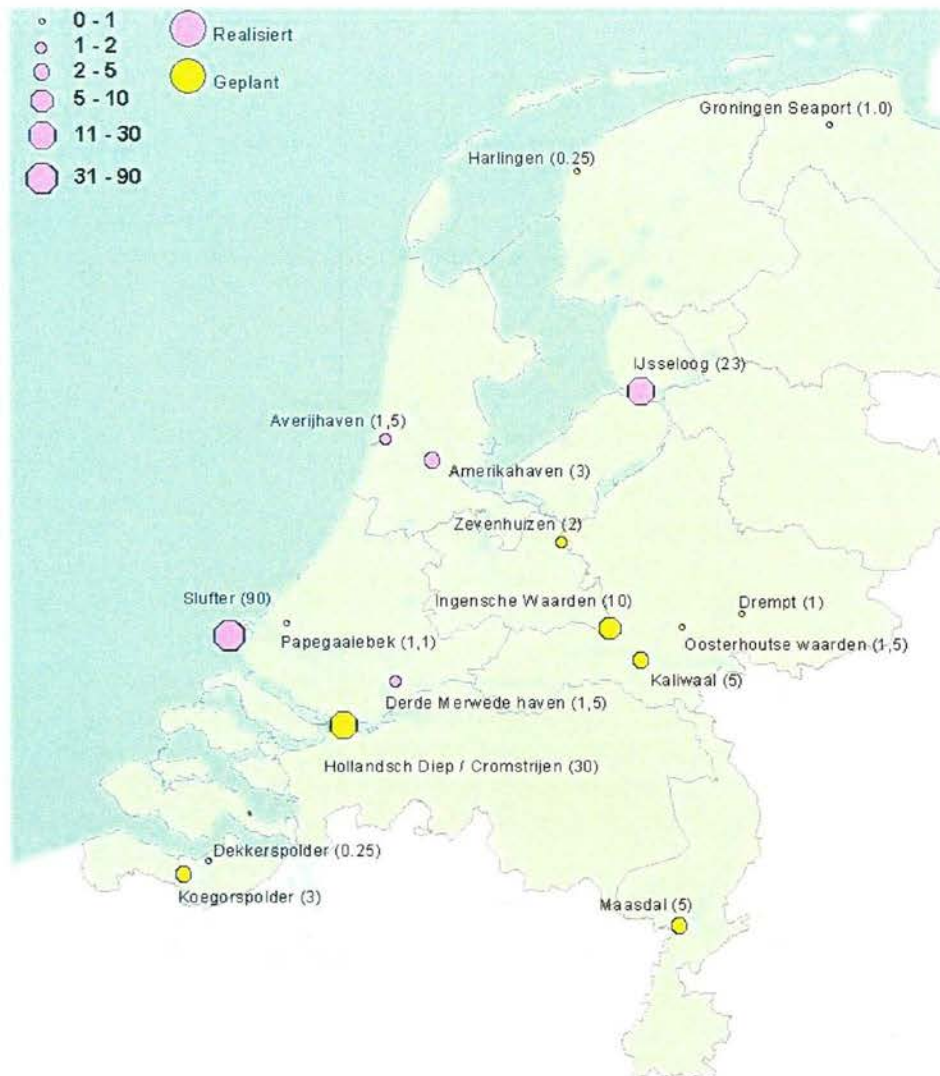 0 - 1
1 - 2
2 - 5
5 - 10
11 - 30
31 - 90
Realisiert
Geplant
Groningen Seaport (1.0)
Harlingen (0.25)
IJsseloog (23)
Averijhaven (1,5)
Amerikahaven (3)
Zevenhuizen (2)
Slufter (90)
Ingensche Waarden (10)
Drempt (1)
Papegaalebek (1,1)
Oosterhoutse waarden (1,5)
Kaliwaal (5)
Derde Merwede haven (1,5)
Hollandsch Diep / Cromstrijen (30)
Dekkerspolder (0.25)
Koegorspolder (3)
Maasdal (5)